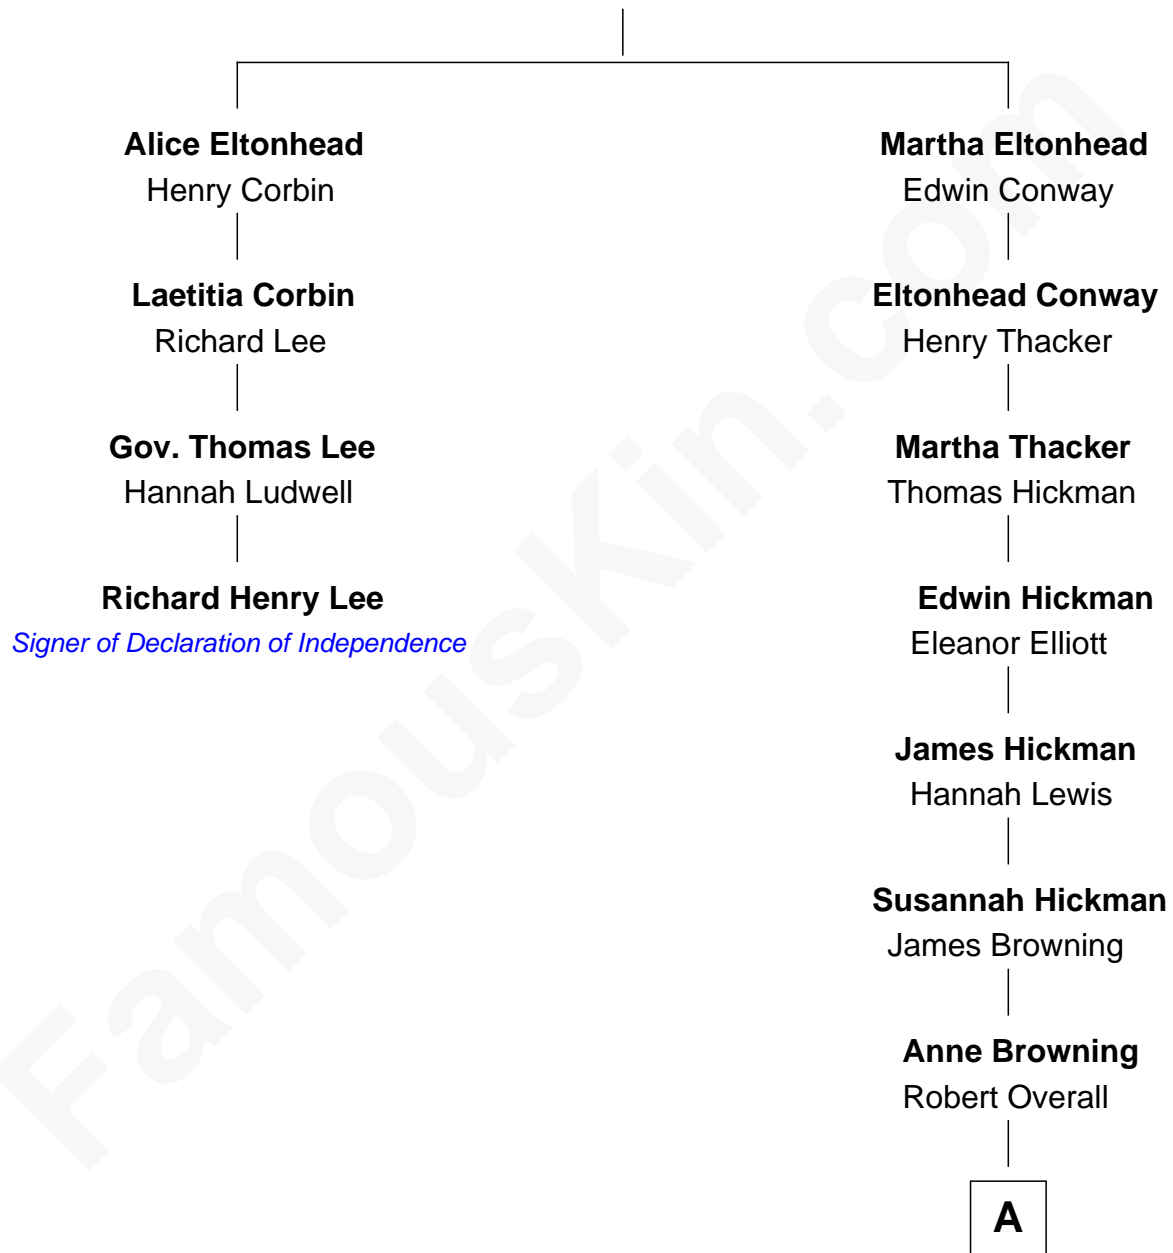 Alice Eltonhead
Henry Corbin
Laetitia Corbin
Richard Lee
Gov. Thomas Lee
Hannah Ludwell
Richard Henry Lee
Signer of Declaration of Independence
Martha Eltonhead
Edwin Conway
Eltonhead Conway
Henry Thacker
Martha Thacker
Thomas Hickman
Edwin Hickman
Eleanor Elliott
James Hickman
Hannah Lewis
Susannah Hickman
James Browning
Anne Browning
Robert Overall
A
FamousKin.com